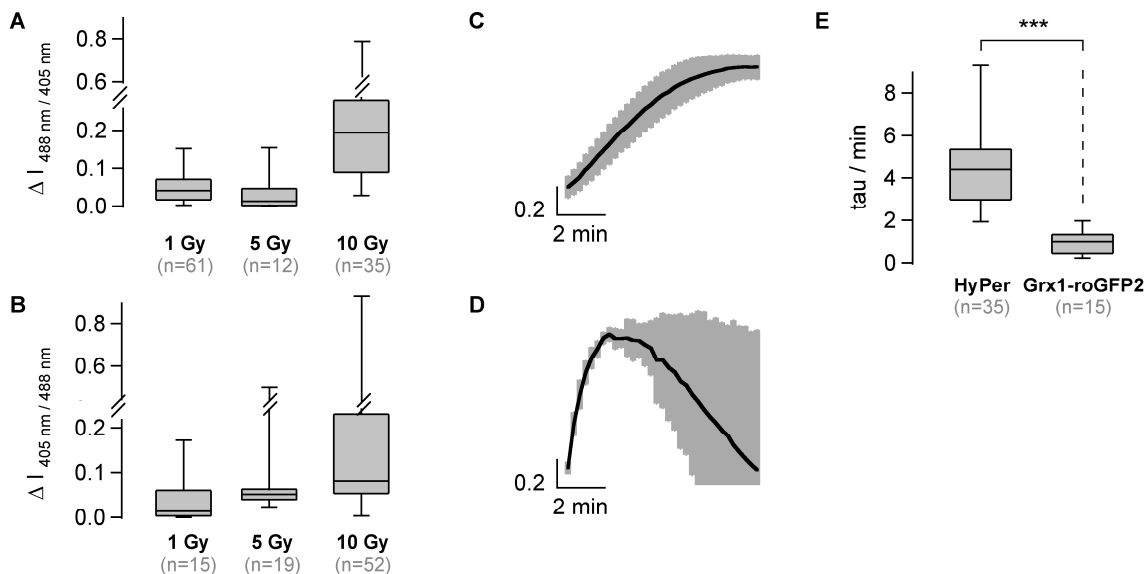 A
Δ I 488 nm / 405 nm
0.8
0.6
0.2
0.1
0.0
1 Gy
5 Gy
10 Gy
(n=61)
(n=12)
(n=35)
B
Δ I 405 nm / 488 nm
0.8
0.6
0.2
0.1
0.0
1 Gy
5 Gy
10 Gy
(n=15)
(n=19)
(n=52)
C
0.2
2 min
D
0.2
2 min
E
***
tau / min
8
6
4
2
0
HyPer
Grx1-roGFP2
(n=35)
(n=15)